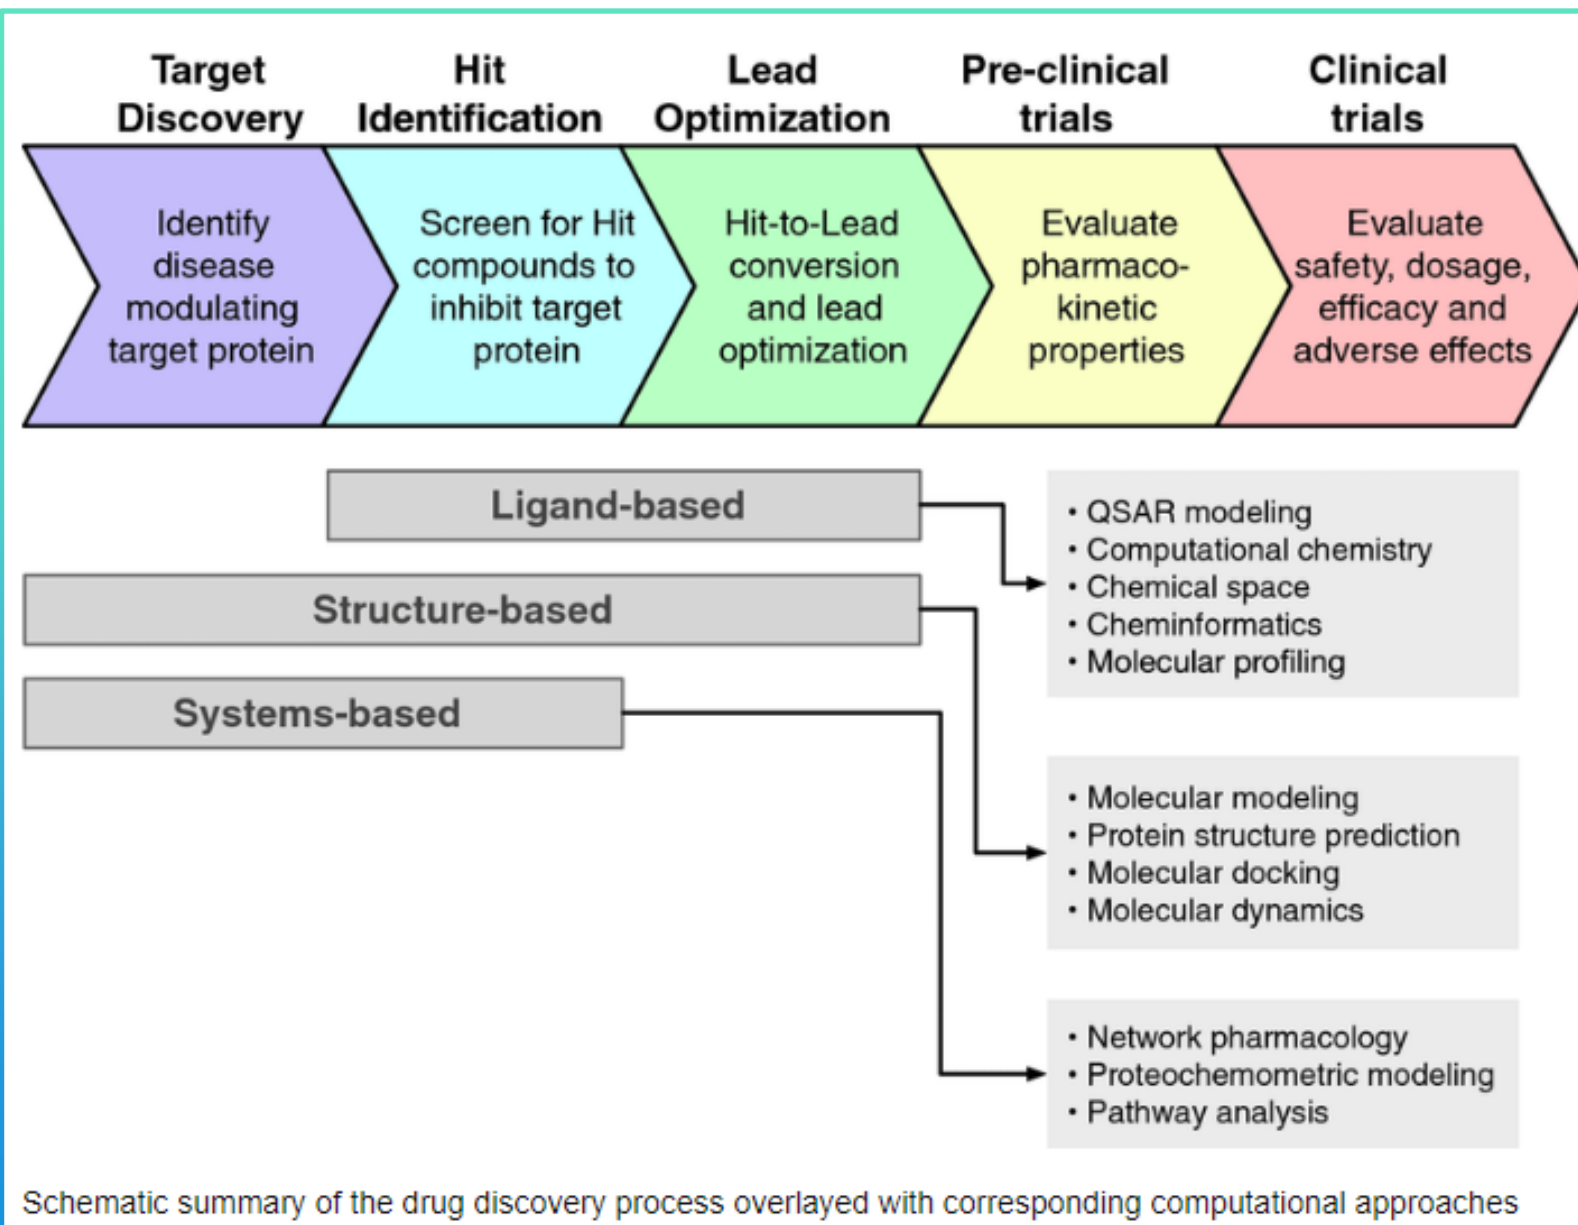 Target
Discovery
Hit
Identification
Lead
Optimization
Pre-clinical
trials
Clinical
trials
Identify
disease
modulating
target protein
Screen for Hit
compounds to
inhibit target
protein
Hit-to-Lead
conversion
and lead
optimization
Evaluate
pharmaco-
kinetic
properties
Evaluate
safety, dosage,
efficacy and
adverse effects
Ligand-based
Structure-based
Systems-based
• QSAR modeling
• Computational chemistry
• Chemical space
• Cheminformatics
• Molecular profiling
• Molecular modeling
• Protein structure prediction
• Molecular docking
• Molecular dynamics
• Network pharmacology
• Proteochemometric modeling
• Pathway analysis
Schematic summary of the drug discovery process overlayed with corresponding computational approaches